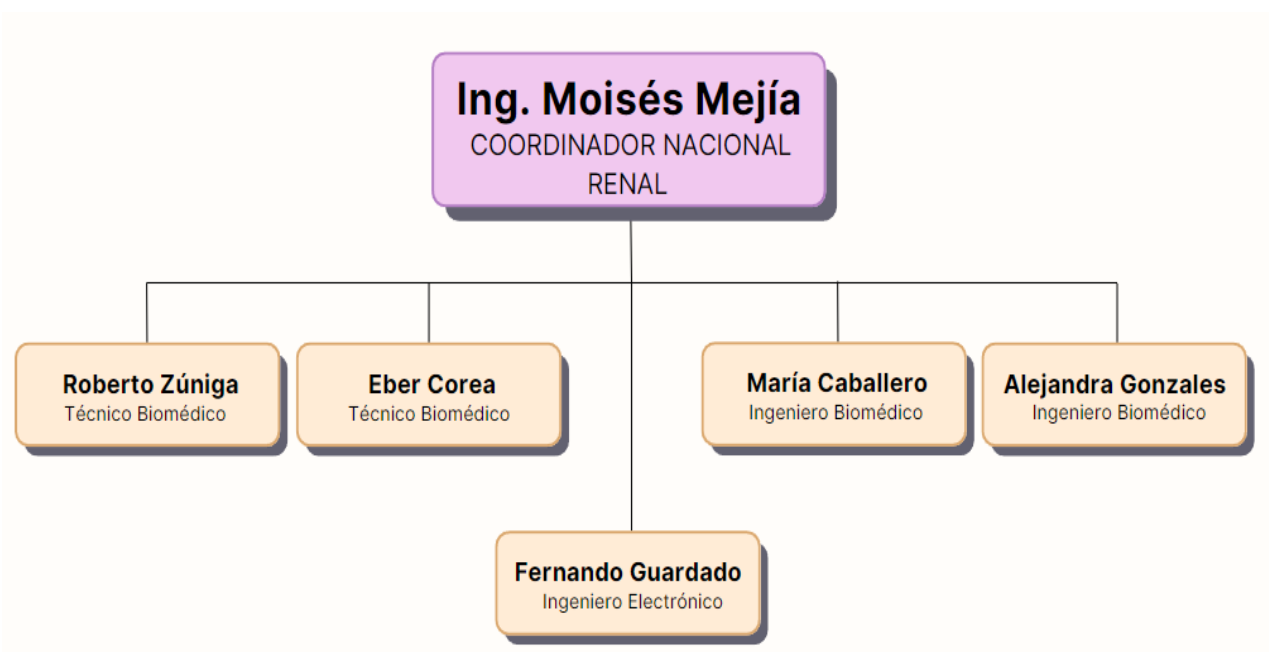 Ing. Moisés Mejía
COORDINADOR NACIONAL
RENAL
Roberto Zúniga
Técnico Biomédico
Eber Corea
Técnico Biomédico
María Caballero
Ingeniero Biomédico
Alejandra Gonzales
Ingeniero Biomédico
Fernando Guardado
Ingeniero Electrónico